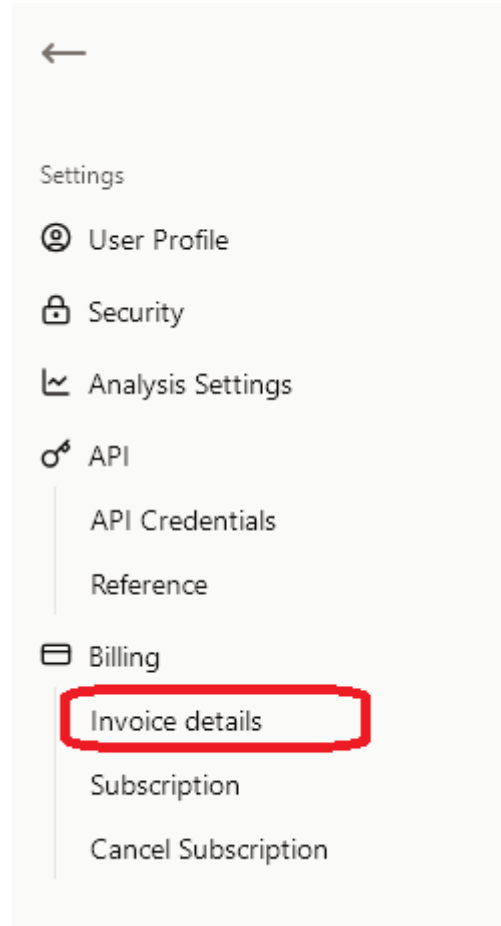 Settings
User Profile
Security
Analysis Settings
API
API Credentials
Reference
Billing
Invoice details
Subscription
Cancel Subscription